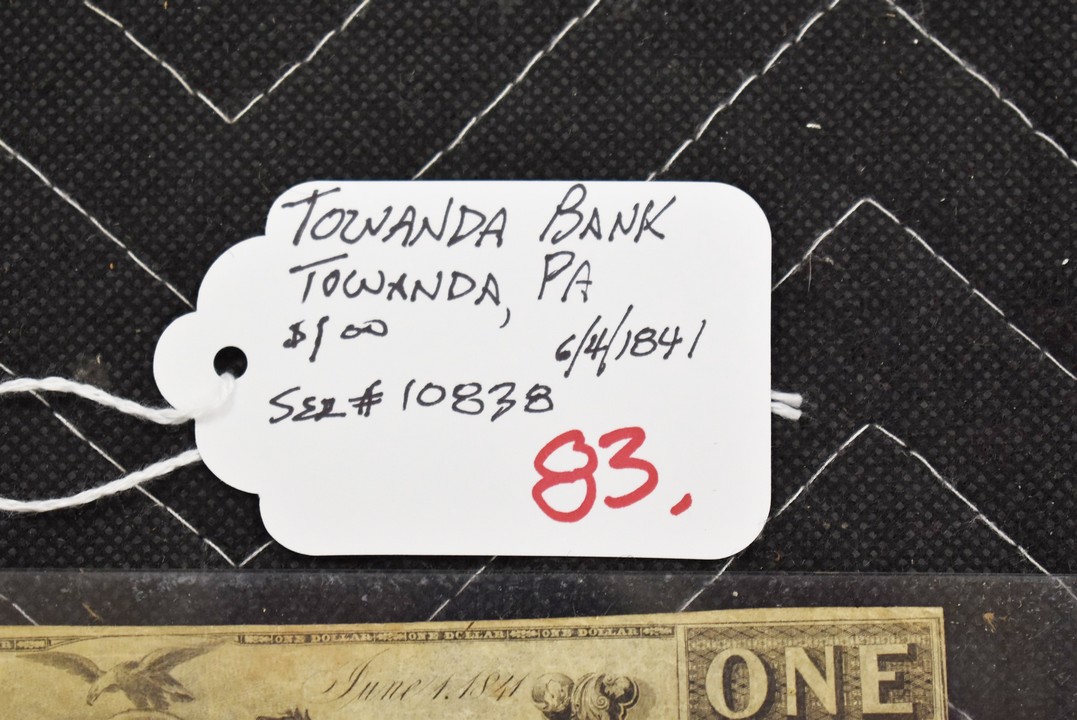 TOWANDA BANK
TOWANDA, PA
$1.00 6/4/1841
SER# 10838
83.
ONE DOLLAR ONE DOLLAR ONE DOLLAR
June 4, 1841
ONE